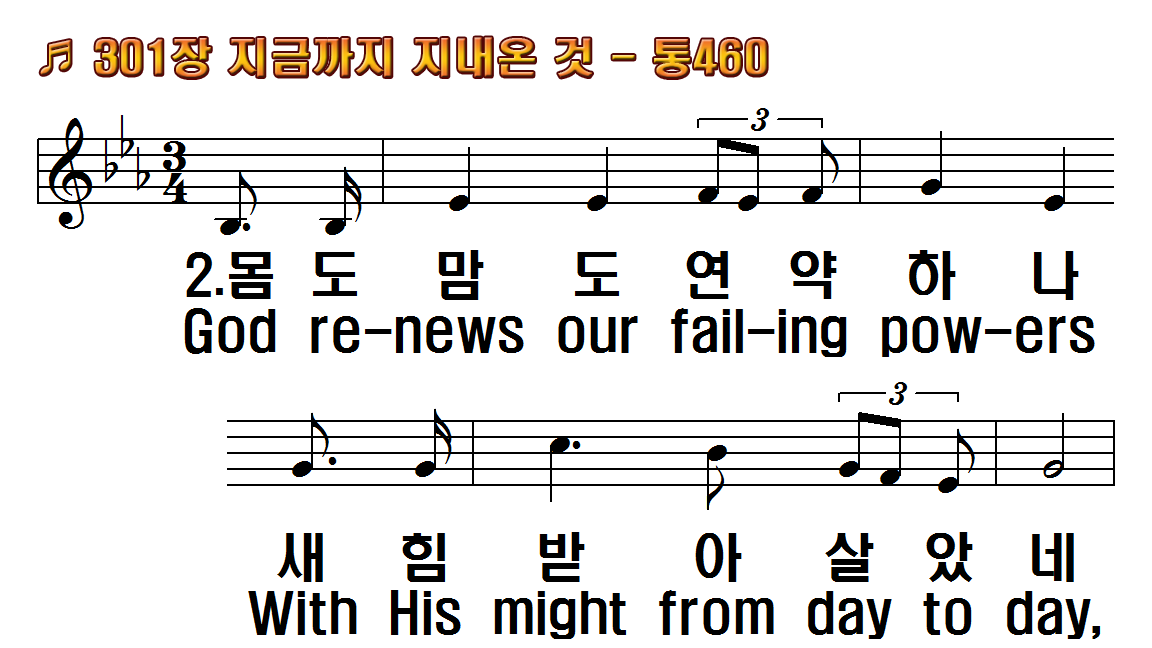 ♬ 301장 지금까지 지내온 것 - 통460
3
3
4
2.몸 도 맘 도 연 약 하 나
God re-news our fail-ing pow-ers
3
새 힘 받 아 살 았 네
With His might from day to day,